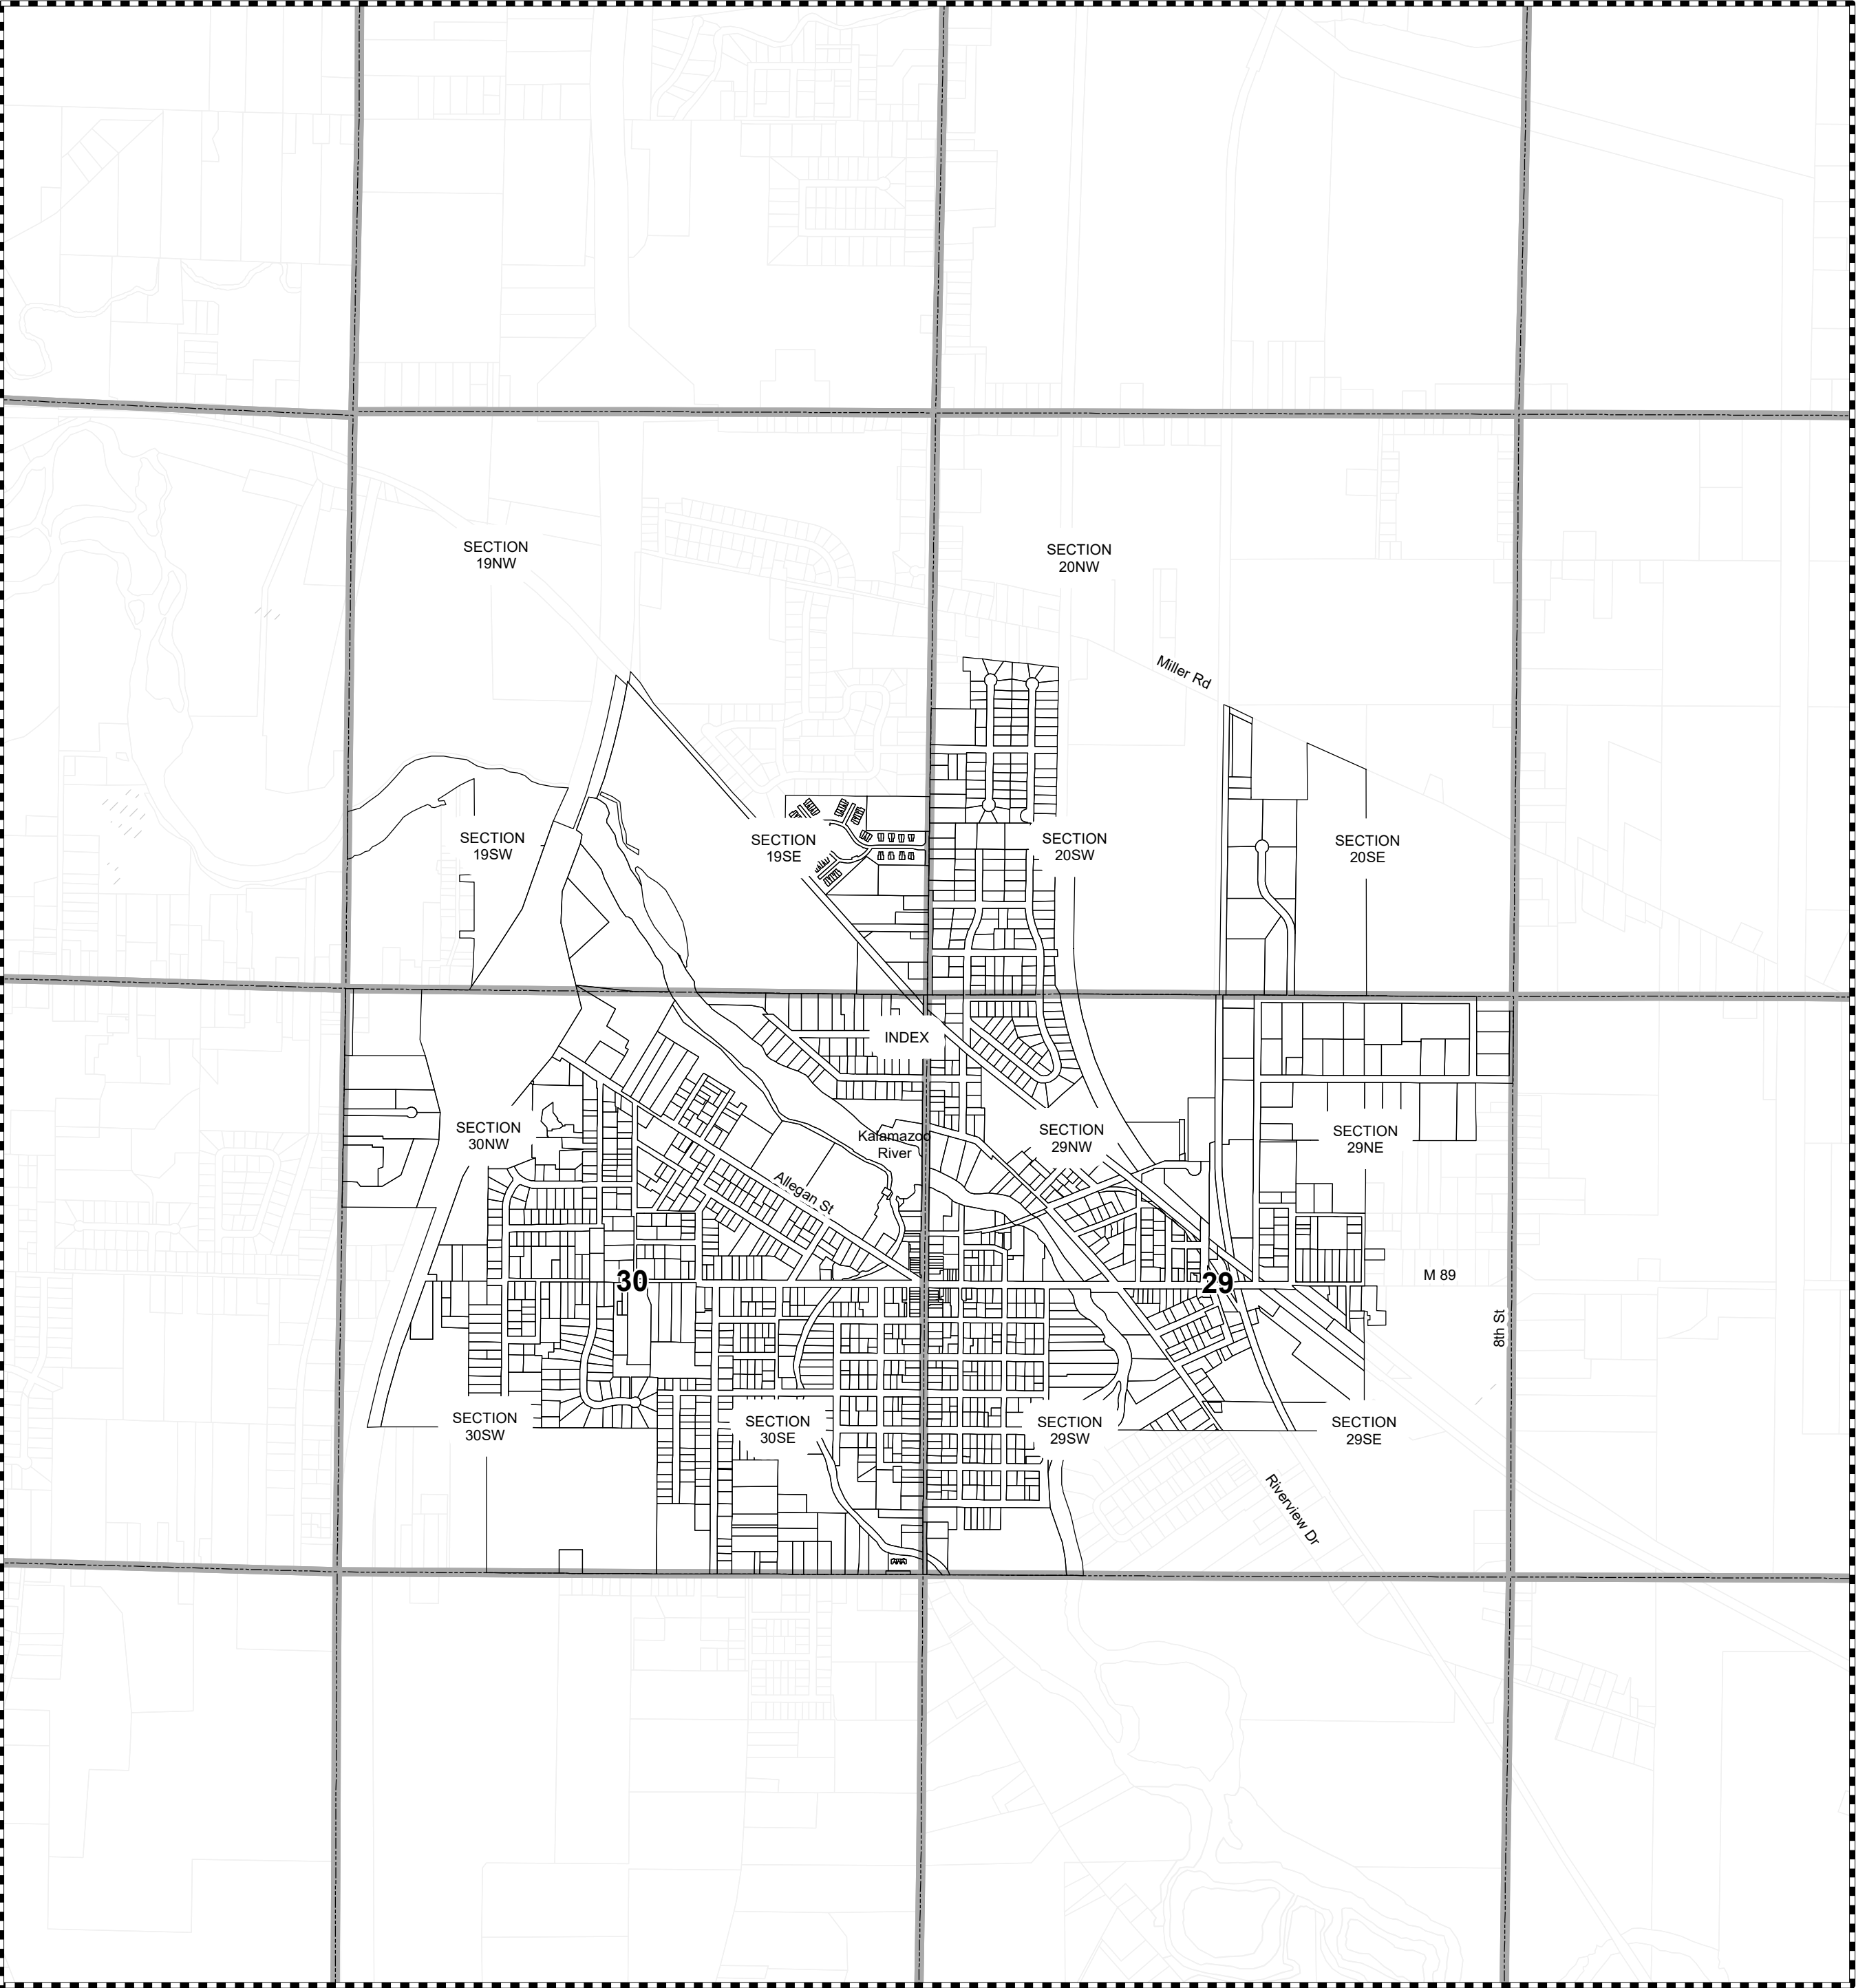 SECTION
19NW
SECTION
20NW
Miller Rd
SECTION
19SW
SECTION
19SE
SECTION
20SW
SECTION
20SE
INDEX
SECTION
30NW
Kalamazoo
River
SECTION
29NW
SECTION
29NE
Allegan St
30
29
M 89
8th St
SECTION
30SW
SECTION
30SE
SECTION
29SW
SECTION
29SE
Riverview Dr